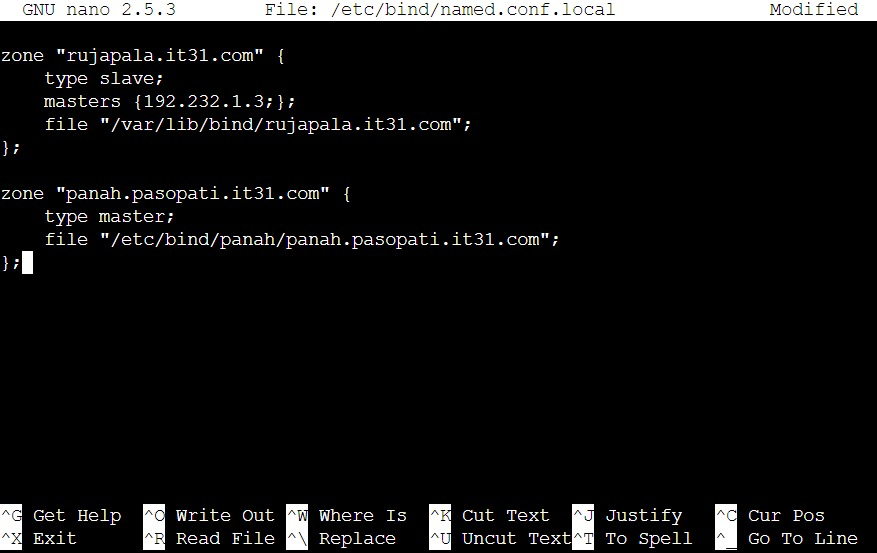 GNU nano 2.5.3 File: /etc/bind/named.conf.local Modified
zone "rujapala.it31.com" {
type slave;
masters {192.232.1.3;};
file "/var/lib/bind/rujapala.it31.com";
};
zone "panah.pasopati.it31.com" {
type master;
file "/etc/bind/panah/panah.pasopati.it31.com";
};
^G Get Help ^O Write Out ^W Where Is ^K Cut Text ^J Justify ^C Cur Pos
^X Exit ^R Read File ^\ Replace ^U Uncut Text^T To Spell ^_ Go To Line